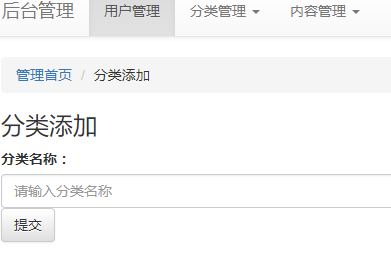 后台管理 用户管理 分类管理 内容管理
管理首页 / 分类添加
分类添加
分类名称：
请输入分类名称
提交